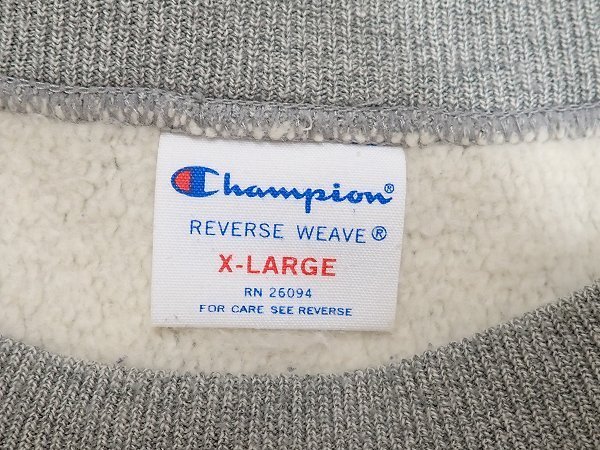 Champion®
REVERSE WEAVE®
X-LARGE
RN 26094
FOR CARE SEE REVERSE